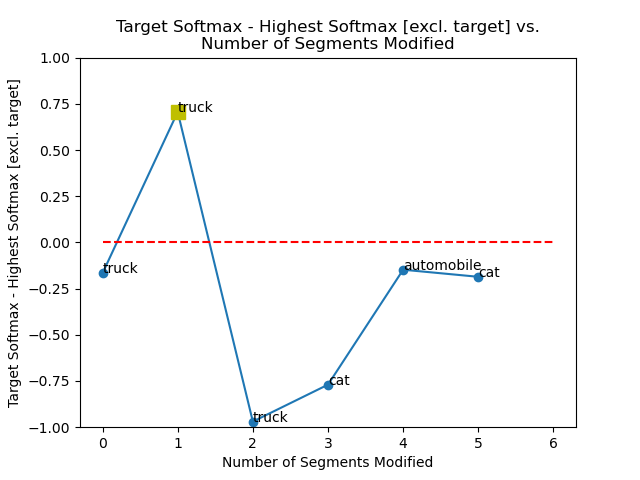 Target Softmax - Highest Softmax [excl. target] vs.
Number of Segments Modified
Target Softmax - Highest Softmax [excl. target]
1.00
0.75
0.50
0.25
0.00
−0.25
−0.50
−0.75
−1.00
truck
truck
truck
cat
automobile
cat
0 1 2 3 4 5 6
Number of Segments Modified